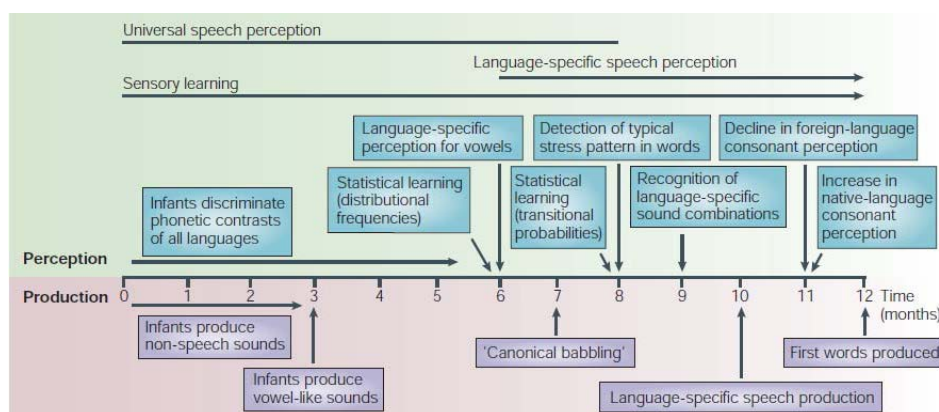 Universal speech perception
Language-specific speech perception
Sensory learning
Language-specific
perception for vowels
Detection of typical
stress pattern in words
Decline in foreign-language
consonant perception
Statistical learning
(distributional
frequencies)
Statistical
learning
(transitional
probabilities)
Recognition of
language-specific
sound combinations
Increase in
native-language
consonant
perception
Infants discriminate
phonetic contrasts
of all languages
Perception
Production
0 1 2 3 4 5 6 7 8 9 10 11 12 Time
(months)
Infants produce
non-speech sounds
'Canonical babbling'
First words produced
Infants produce
vowel-like sounds
Language-specific speech production